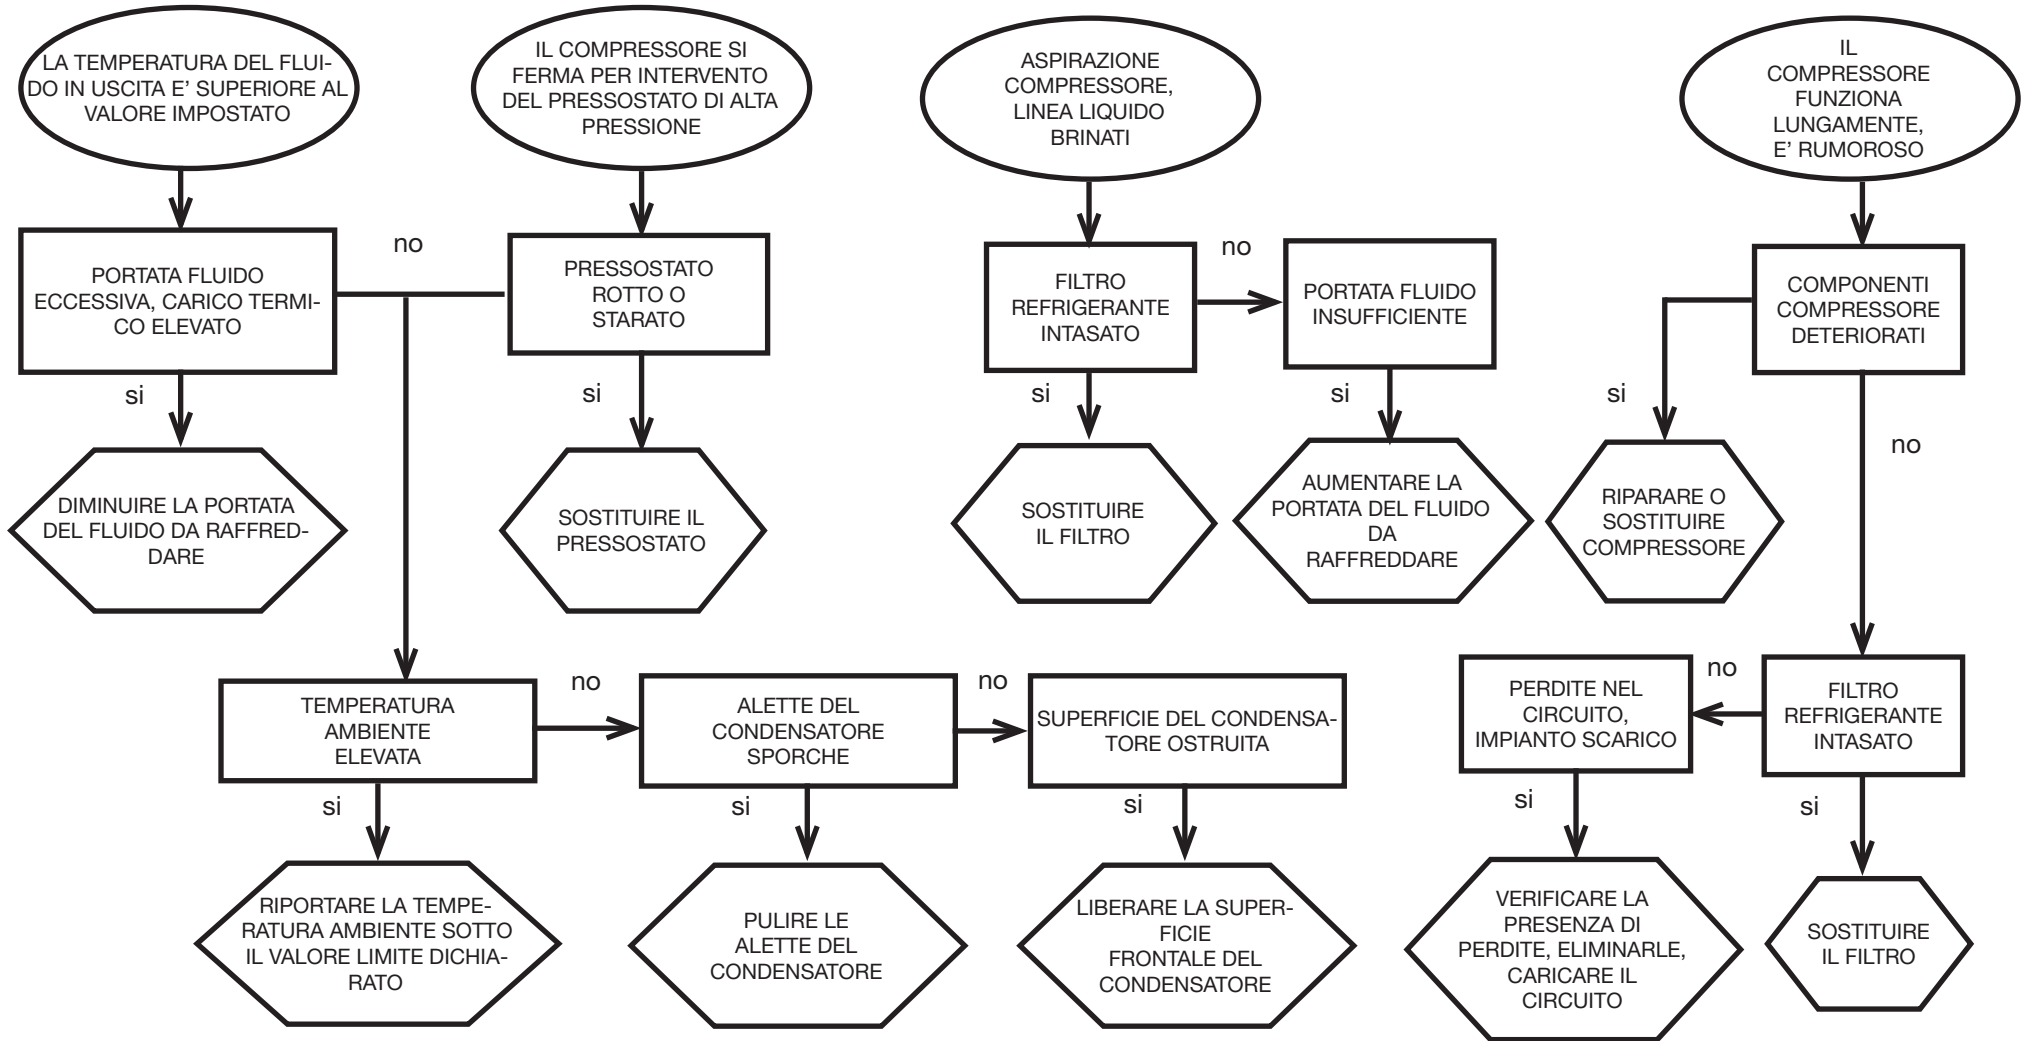 LA TEMPERATURA DEL FLUI-
DO IN USCITA E’ SUPERIORE AL
VALORE IMPOSTATO
IL COMPRESSORE SI
FERMA PER INTERVENTO
DEL PRESSOSTATO DI ALTA
PRESSIONE
ASPIRAZIONE
COMPRESSORE,
LINEA LIQUIDO
BRINATI
IL
COMPRESSORE
FUNZIONA
LUNGAMENTE,
E’ RUMOROSO
PORTATA FLUIDO
ECCESSIVA, CARICO TERMI-
CO ELEVATO
no
PRESSOSTATO
ROTTO O
STARATO
FILTRO
REFRIGERANTE
INTASATO
no
PORTATA FLUIDO
INSUFFICIENTE
COMPONENTI
COMPRESSORE
DETERIORATI
si
si
si
si
si
no
DIMINUIRE LA PORTATA
DEL FLUIDO DA RAFFRED-
DARE
SOSTITUIRE IL
PRESSOSTATO
SOSTITUIRE
IL FILTRO
AUMENTARE LA
PORTATA DEL FLUIDO
DA
RAFFREDDARE
RIPARARE O
SOSTITUIRE
COMPRESSORE
TEMPERATURA
AMBIENTE
ELEVATA
no
ALETTE DEL
CONDENSATORE
SPORCHE
no
SUPERFICIE DEL CONDENSA-
TORE OSTRUITA
PERDITE NEL
CIRCUITO,
IMPIANTO SCARICO
no
FILTRO
REFRIGERANTE
INTASATO
si
si
si
si
si
RIPORTARE LA TEMPE-
RATURA AMBIENTE SOTTO
IL VALORE LIMITE DICHIA-
RATO
PULIRE LE
ALETTE DEL
CONDENSATORE
LIBERARE LA SUPER-
FICIE
FRONTALE DEL
CONDENSATORE
VERIFICARE LA
PRESENZA DI
PERDITE, ELIMINARLE,
CARICARE IL
CIRCUITO
SOSTITUIRE
IL FILTRO